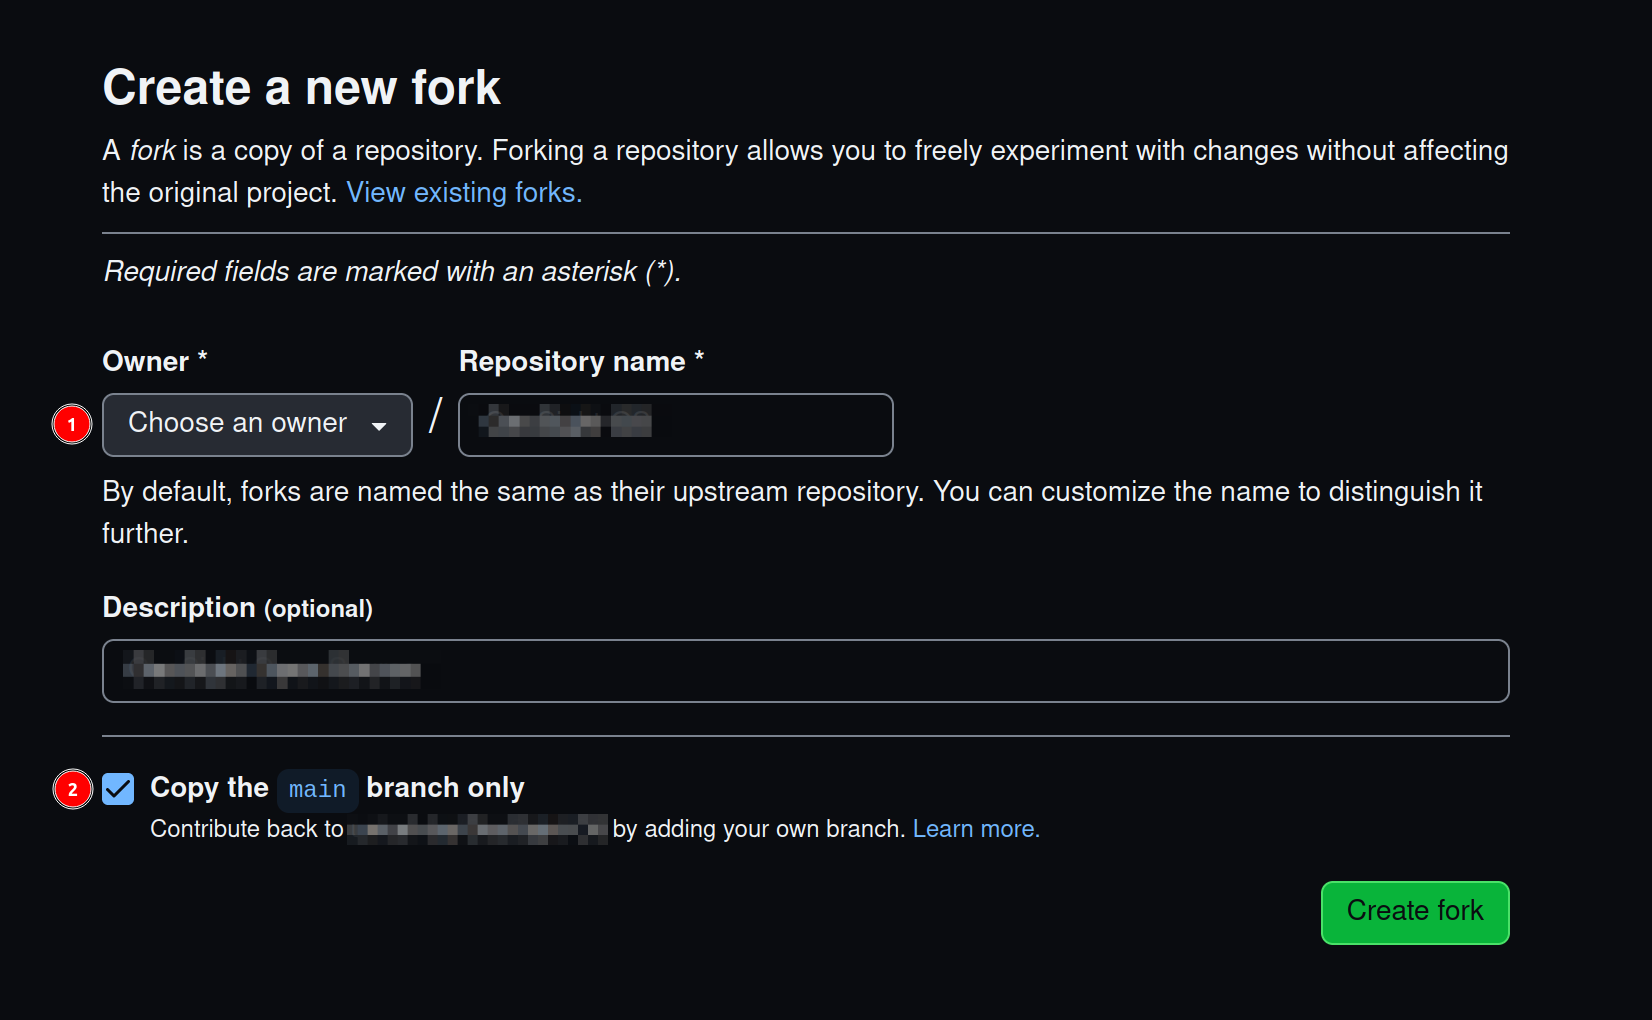 Create a new fork
A fork is a copy of a repository. Forking a repository allows you to freely experiment with changes without affecting
the original project. View existing forks.
Required fields are marked with an asterisk (*).
Owner * Repository name *
1 Choose an owner /
By default, forks are named the same as their upstream repository. You can customize the name to distinguish it
further.
Description (optional)
2 Copy the main branch only
Contribute back to by adding your own branch. Learn more.
Create fork